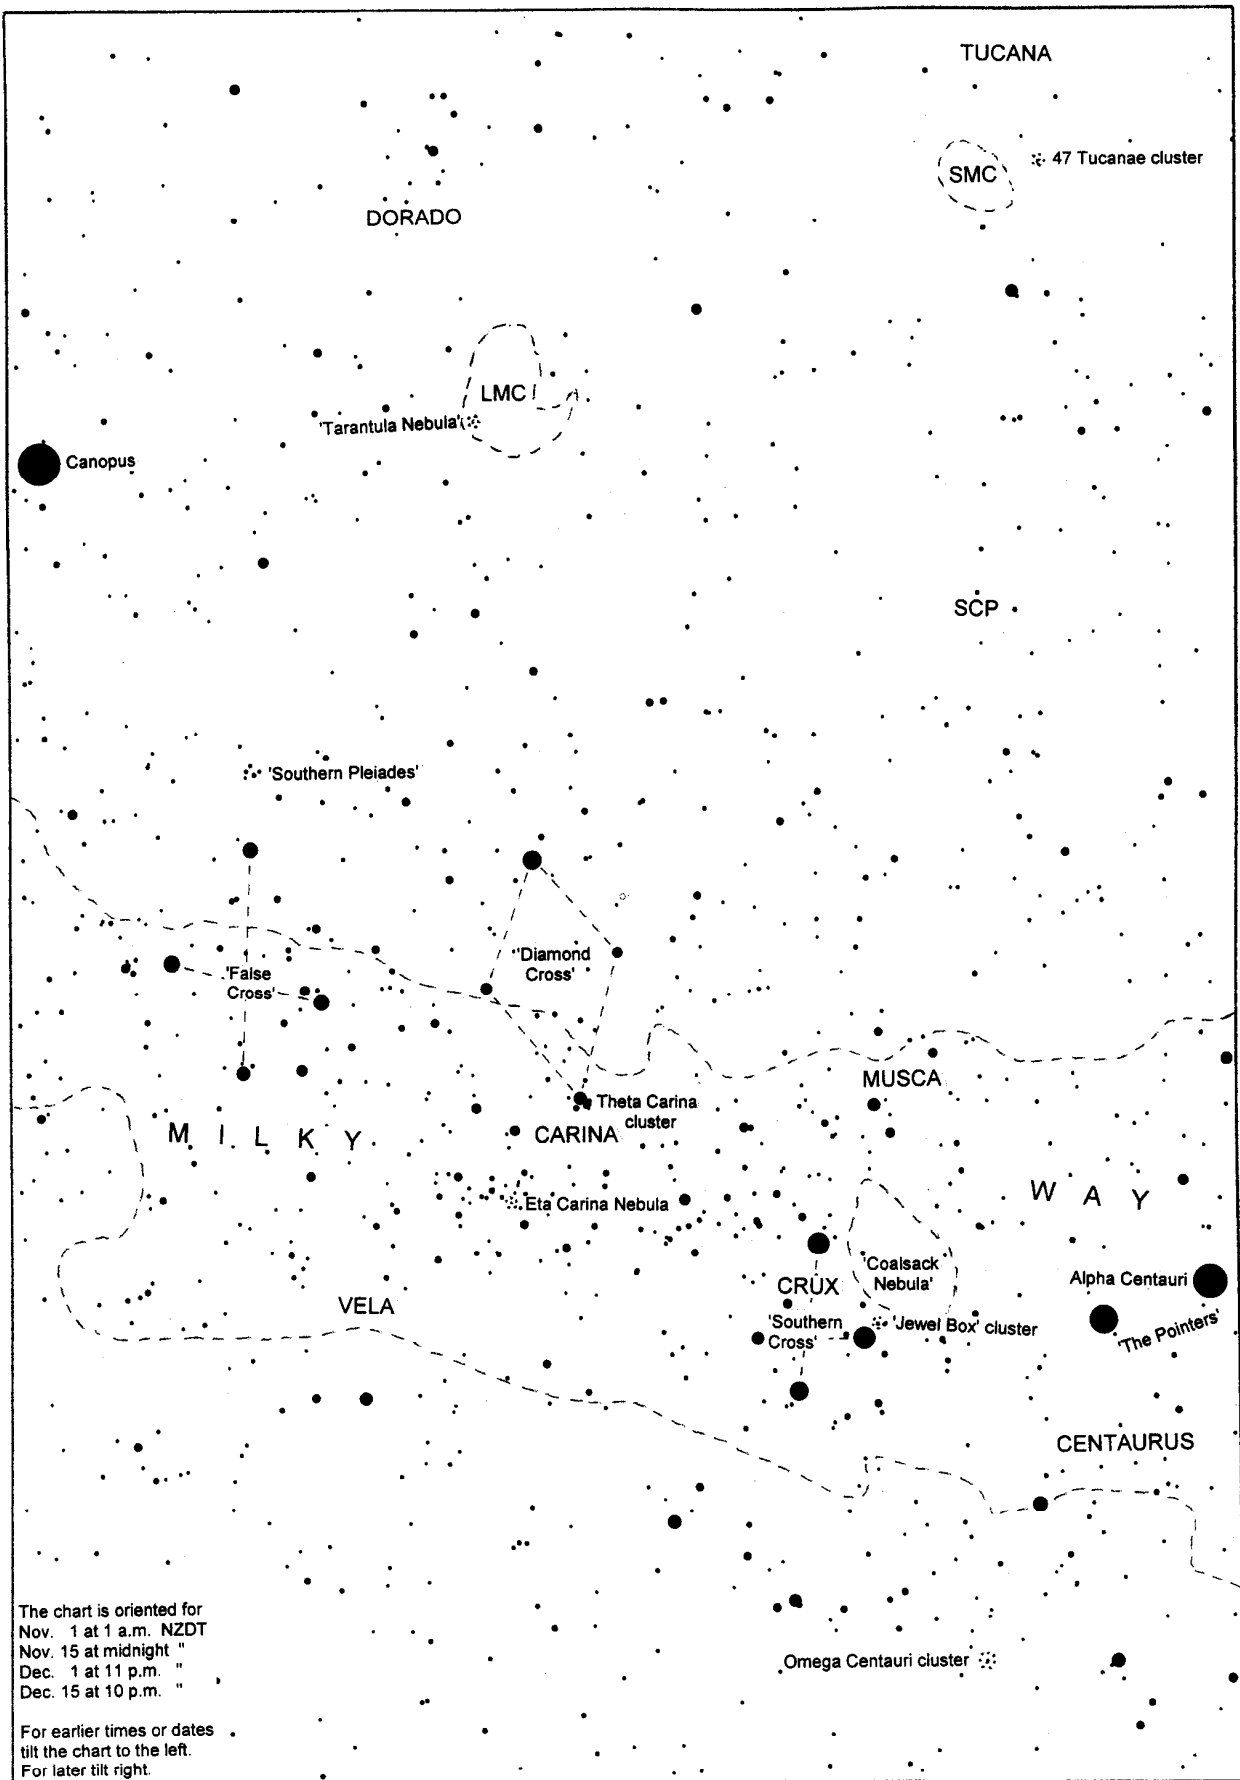 TUCANA
47 Tucanae cluster
SMC
DORADO
LMC
'Tarantula Nebula'
Canopus
SCP
'Southern Pleiades'
'Diamond
Cross'
'False
Cross'
MUSCA
Theta Carina
cluster
MILKY
CARINA
WAY
Eta Carina Nebula
'Coalsack
Nebula'
Alpha Centauri
CRUX
VELA
'Southern
Cross'
'Jewel Box' cluster
'The Pointers'
CENTAURUS
The chart is oriented for
Nov. 1 at 1 a.m. NZDT
Nov. 15 at midnight "
Dec. 1 at 11 p.m. "
Dec. 15 at 10 p.m. "
Omega Centauri cluster
For earlier times or dates
tilt the chart to the left.
For later tilt right.